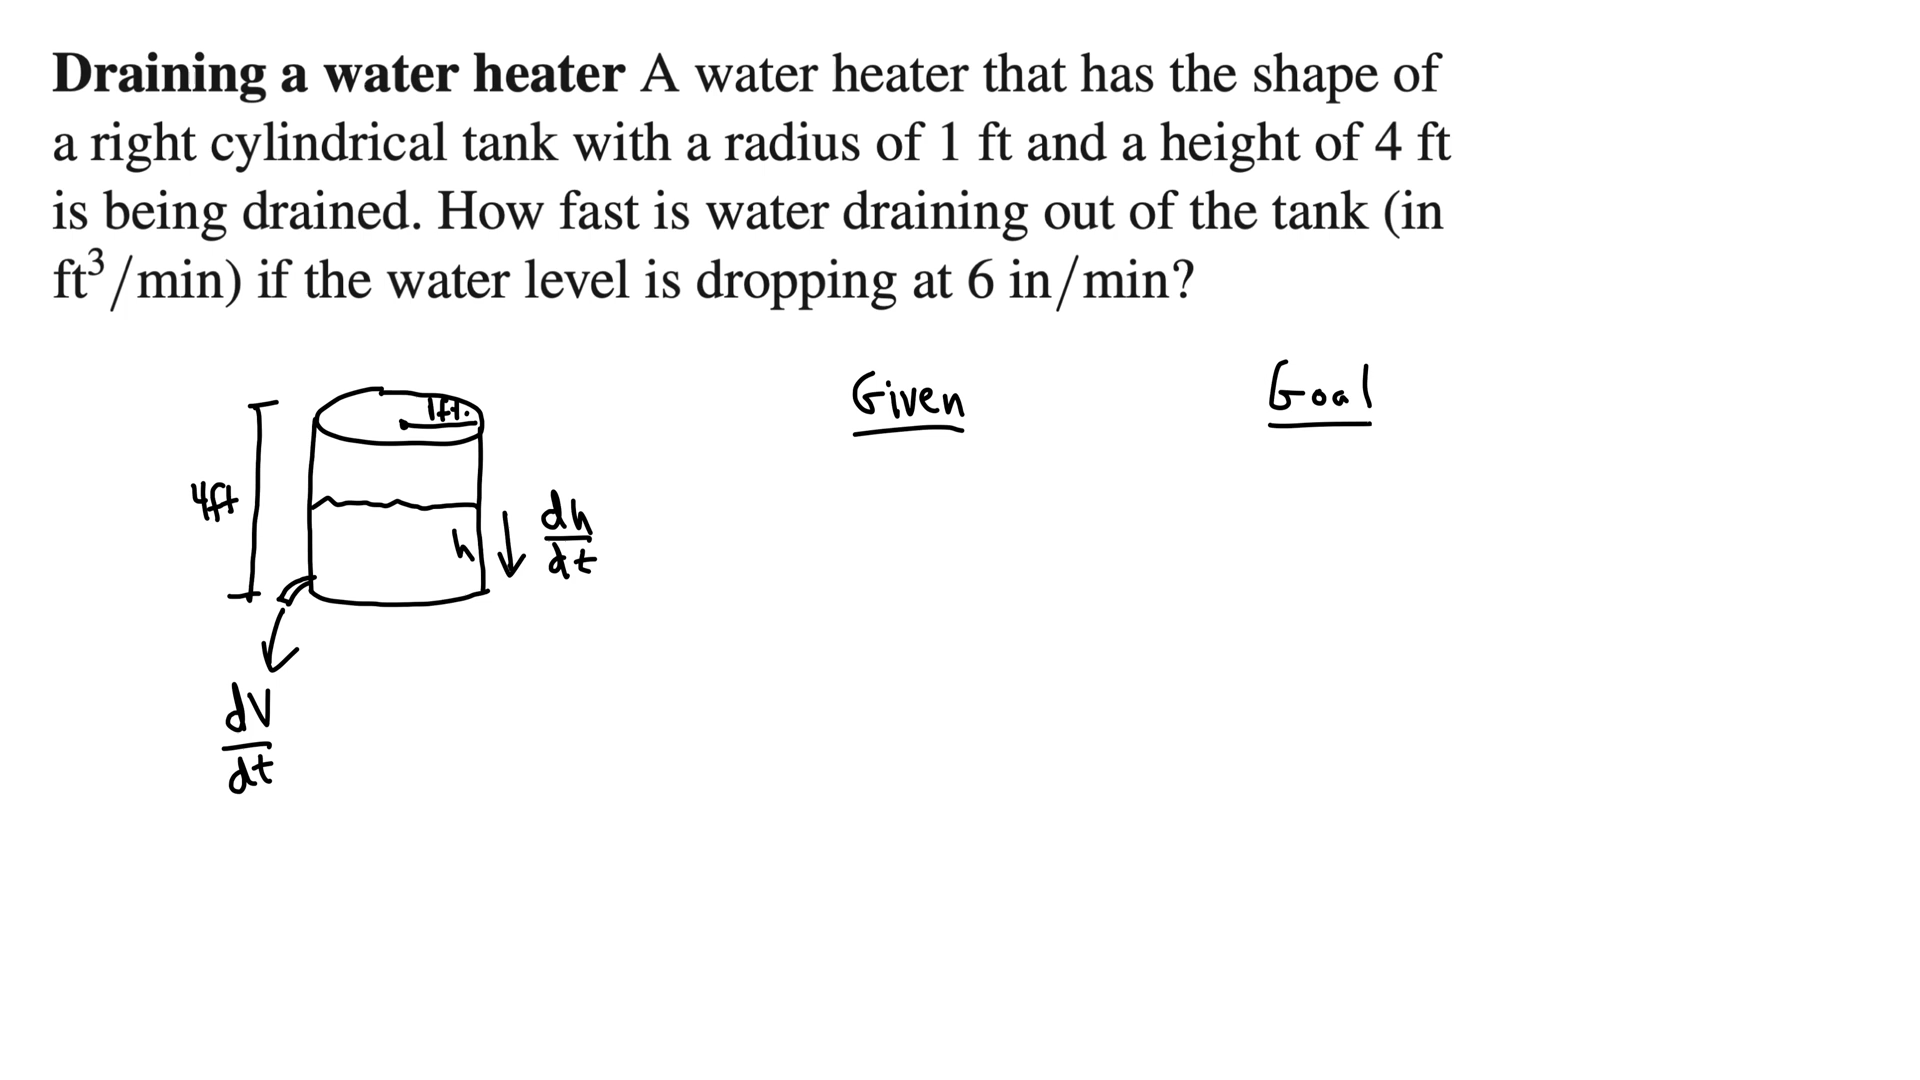 Draining a water heater A water heater that has the shape of
a right cylindrical tank with a radius of 1 ft and a height of 4 ft
is being drained. How fast is water draining out of the tank (in
ft³/min) if the water level is dropping at 6 in/min?
Given
Goal
1ft.
4ft
h
dh
dt
dV
dt